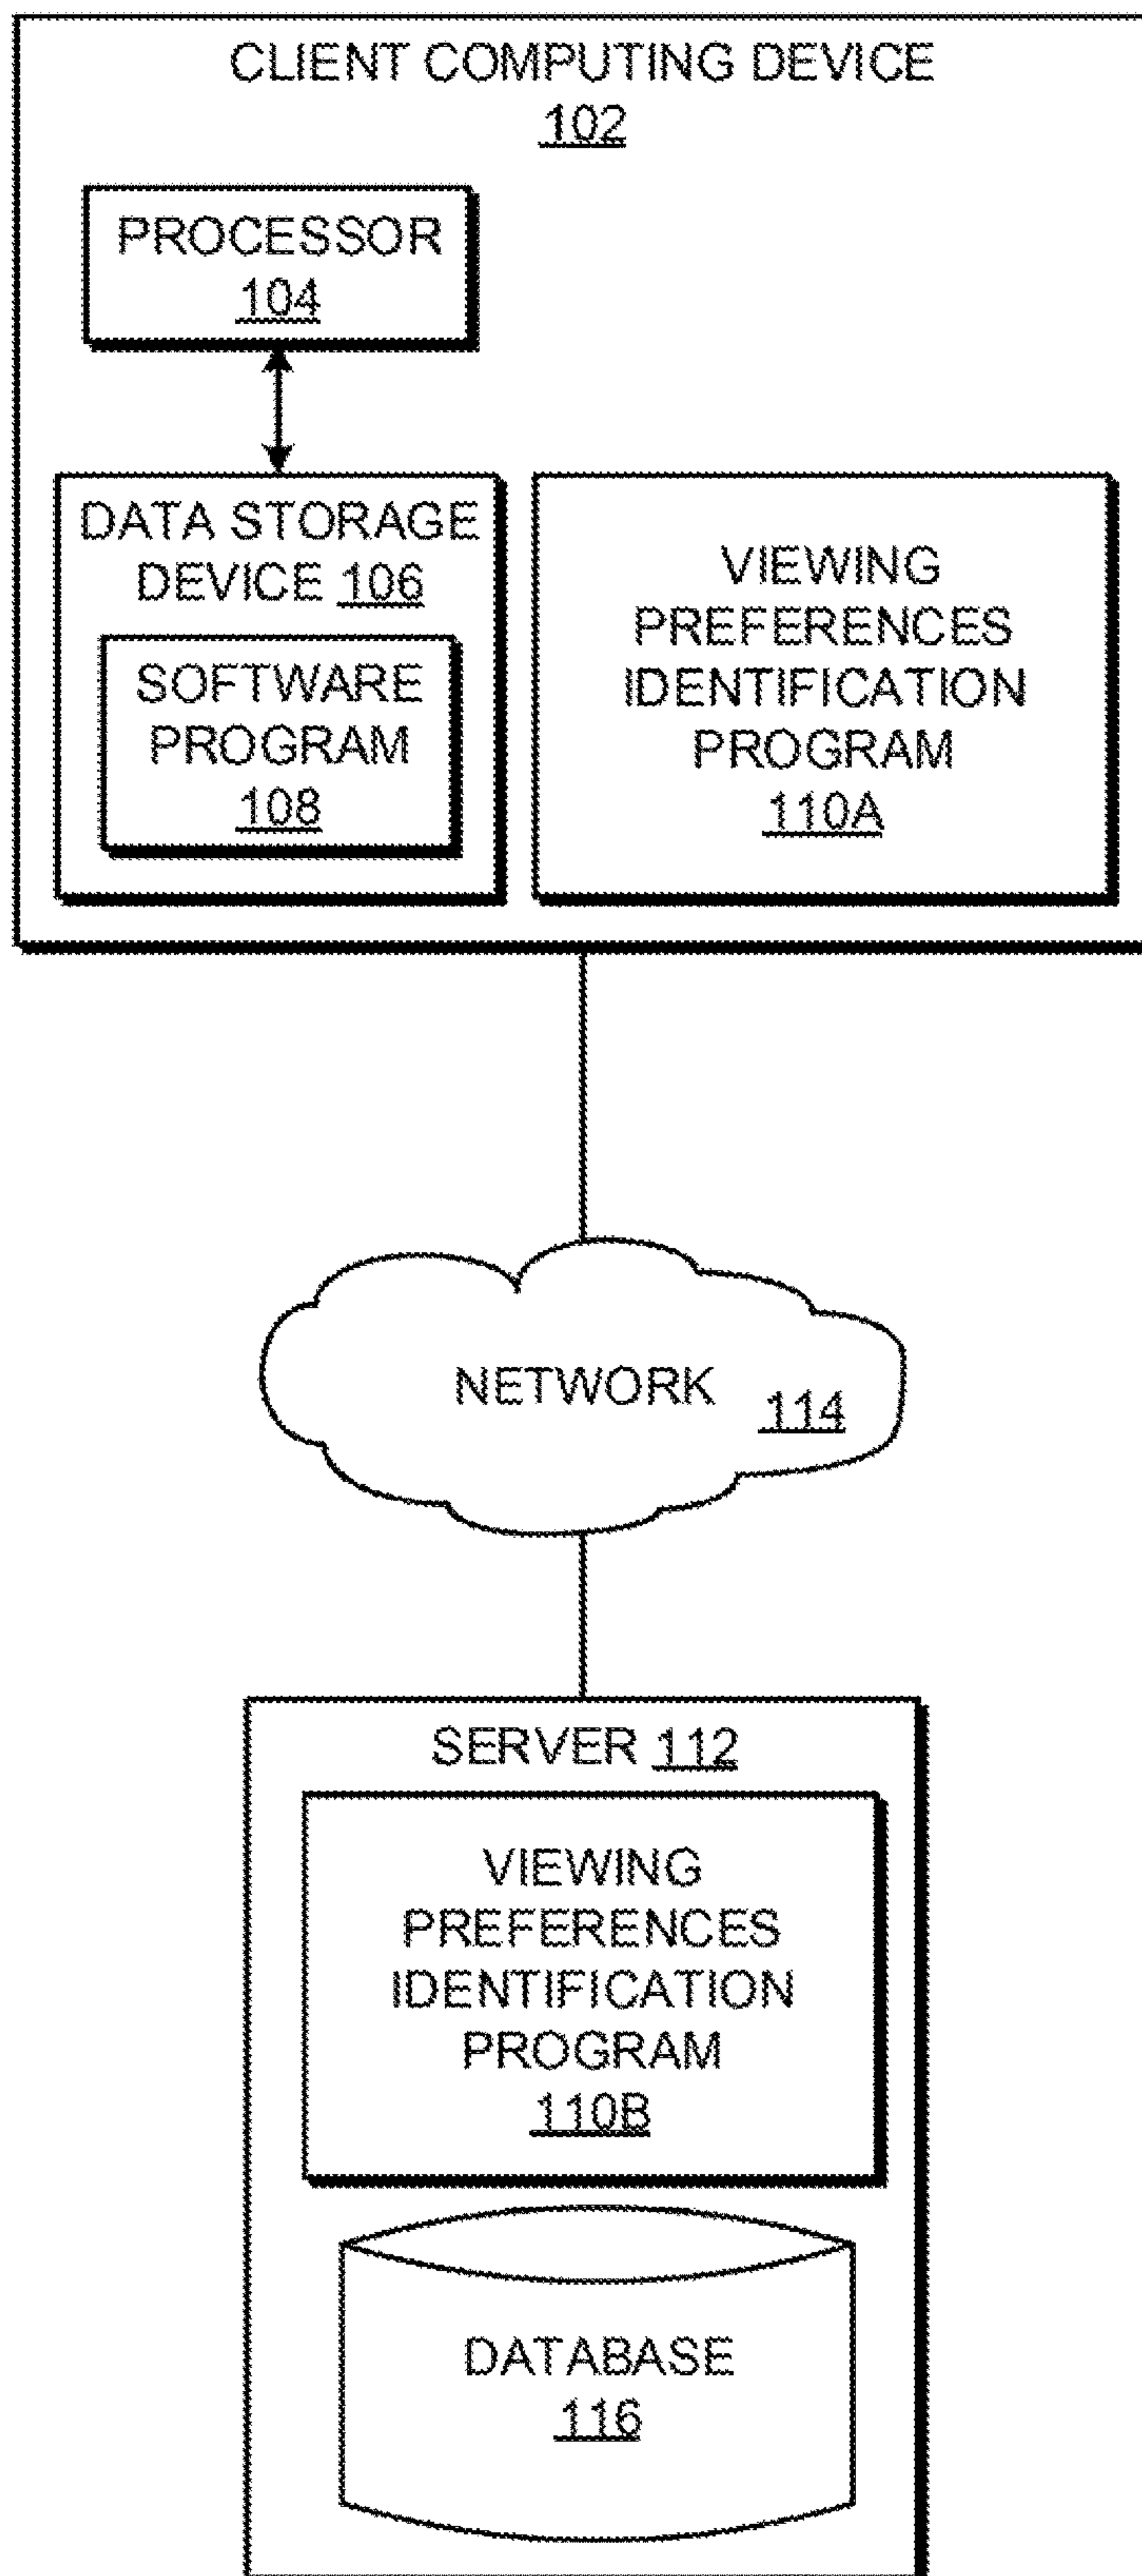 CLIENT COMPUTING DEVICE
102
PROCESSOR
104
DATA STORAGE
DEVICE 106
SOFTWARE
PROGRAM
108
VIEWING
PREFERENCES
IDENTIFICATION
PROGRAM
110A
NETWORK 114
SERVER 112
VIEWING
PREFERENCES
IDENTIFICATION
PROGRAM
110B
DATABASE
116